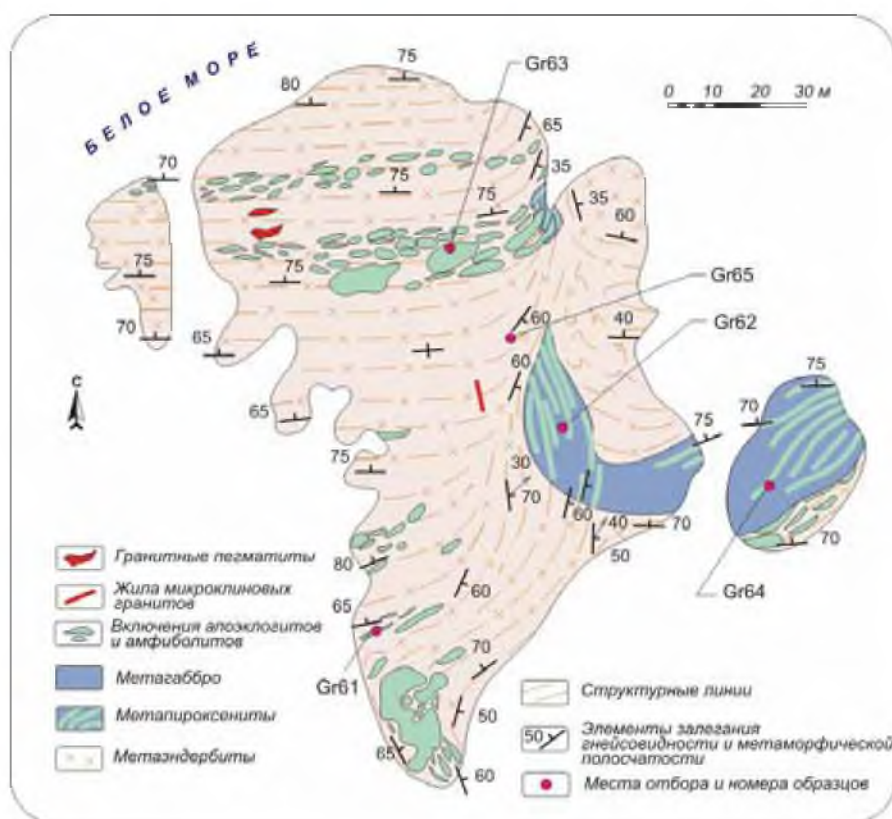 БЕЛОЕ МОРЕ
75
Gr63
80
0 10 20 30 м
65
70
35
75
75
35
60
75
75
Gr65
70
65
60
40
Gr62
60
75
С
65
75
70
75
30
70
60
40
70
50
70
80
60
Gr64
65
70
Gr61
50
65
60
Гранитные пегматиты
Жила микроклиновых
гранитов
Включения апоэклогитов
и амфиболитов
Метагаббро
Метапироксениты
Метаэндербиты
Структурные линии
50
Элементы залегания
гнейсовидности и метаморфической
полосчатости
Места отбора и номера образцов